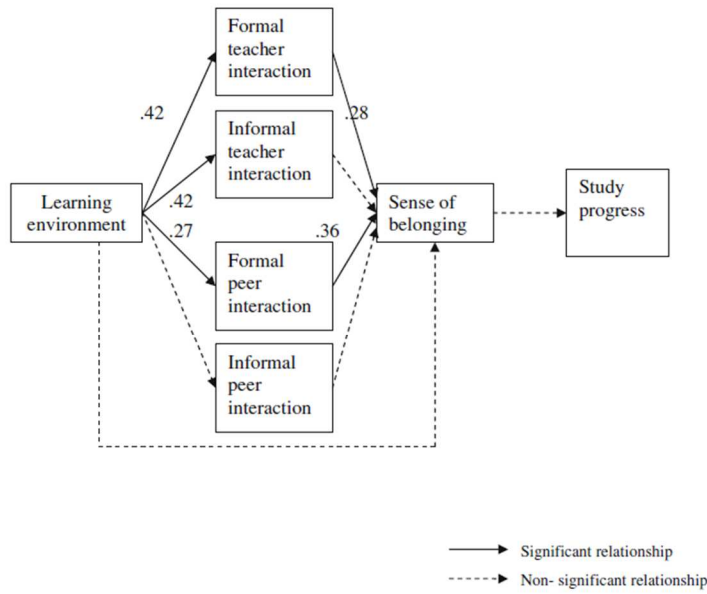 Formal
teacher
interaction
.42
.28
Informal
teacher
interaction
Learning
environment
.42
.27
.36
Sense of
belonging
Study
progress
Formal
peer
interaction
Informal
peer
interaction
Significant relationship
Non- significant relationship